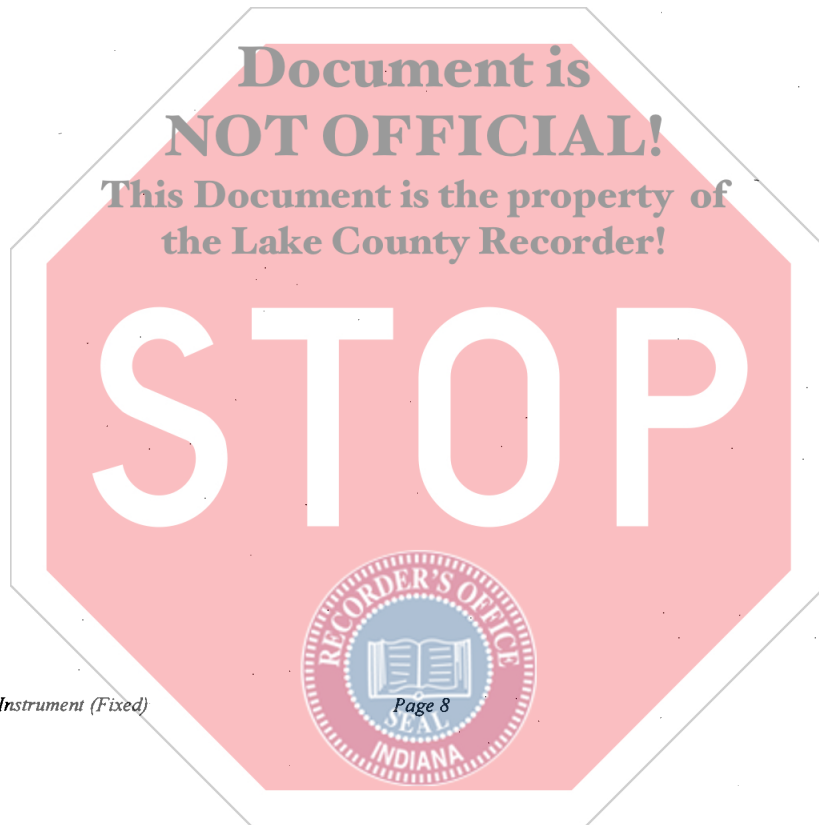 Document is
NOT OFFICIAL!
This Document is the property of
the Lake County Recorder!
STOP
RECORDER'S OFFICE
Instrument (Fixed) Page 8
SEAL
INDIANA